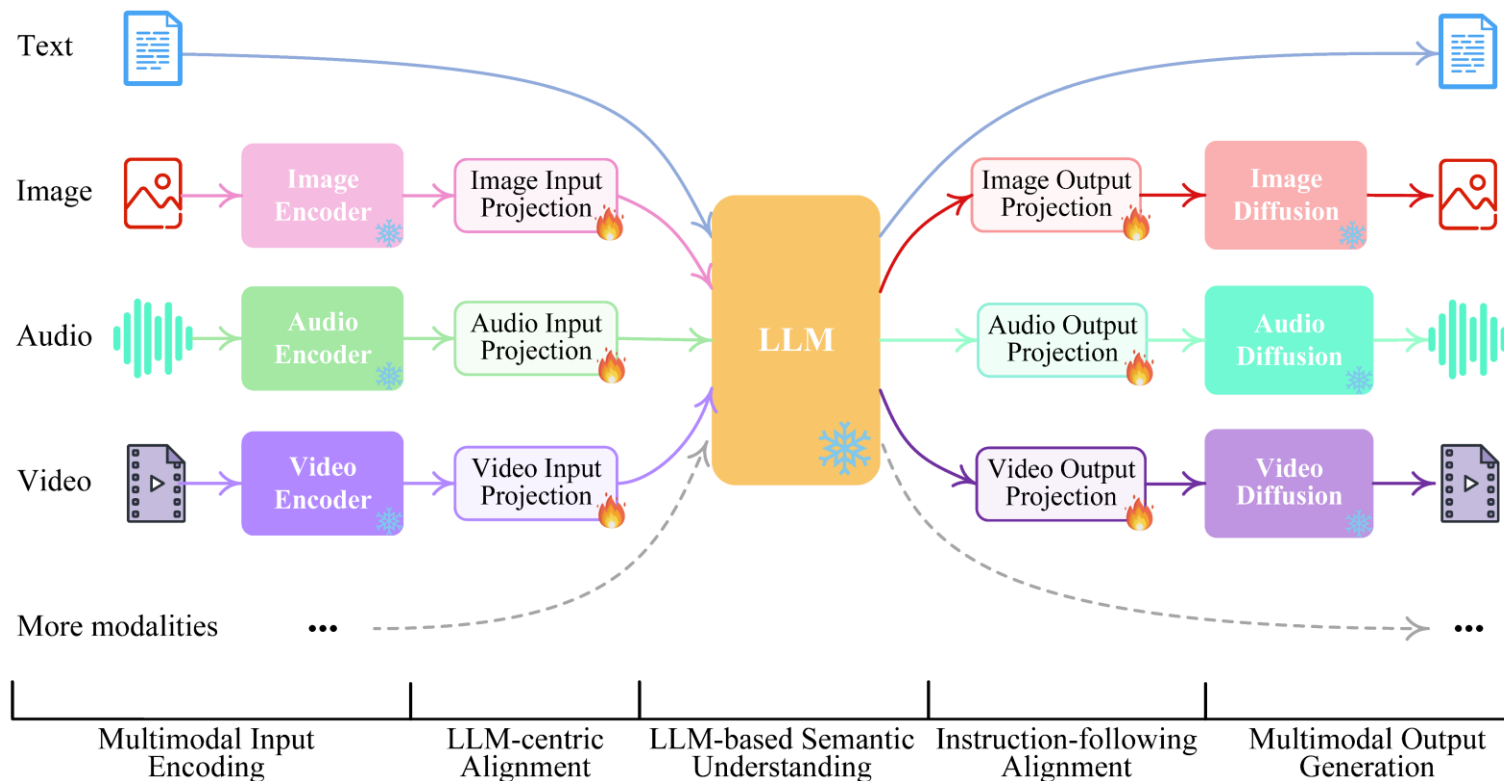 Text
Image
Image
Encoder
Image Input
Projection
Image Output
Projection
Image
Diffusion
Audio
Audio
Encoder
Audio Input
Projection
LLM
Audio Output
Projection
Audio
Diffusion
Video
Video
Encoder
Video Input
Projection
Video Output
Projection
Video
Diffusion
More modalities ...
...
Multimodal Input
Encoding
LLM-centric
Alignment
LLM-based Semantic
Understanding
Instruction-following
Alignment
Multimodal Output
Generation